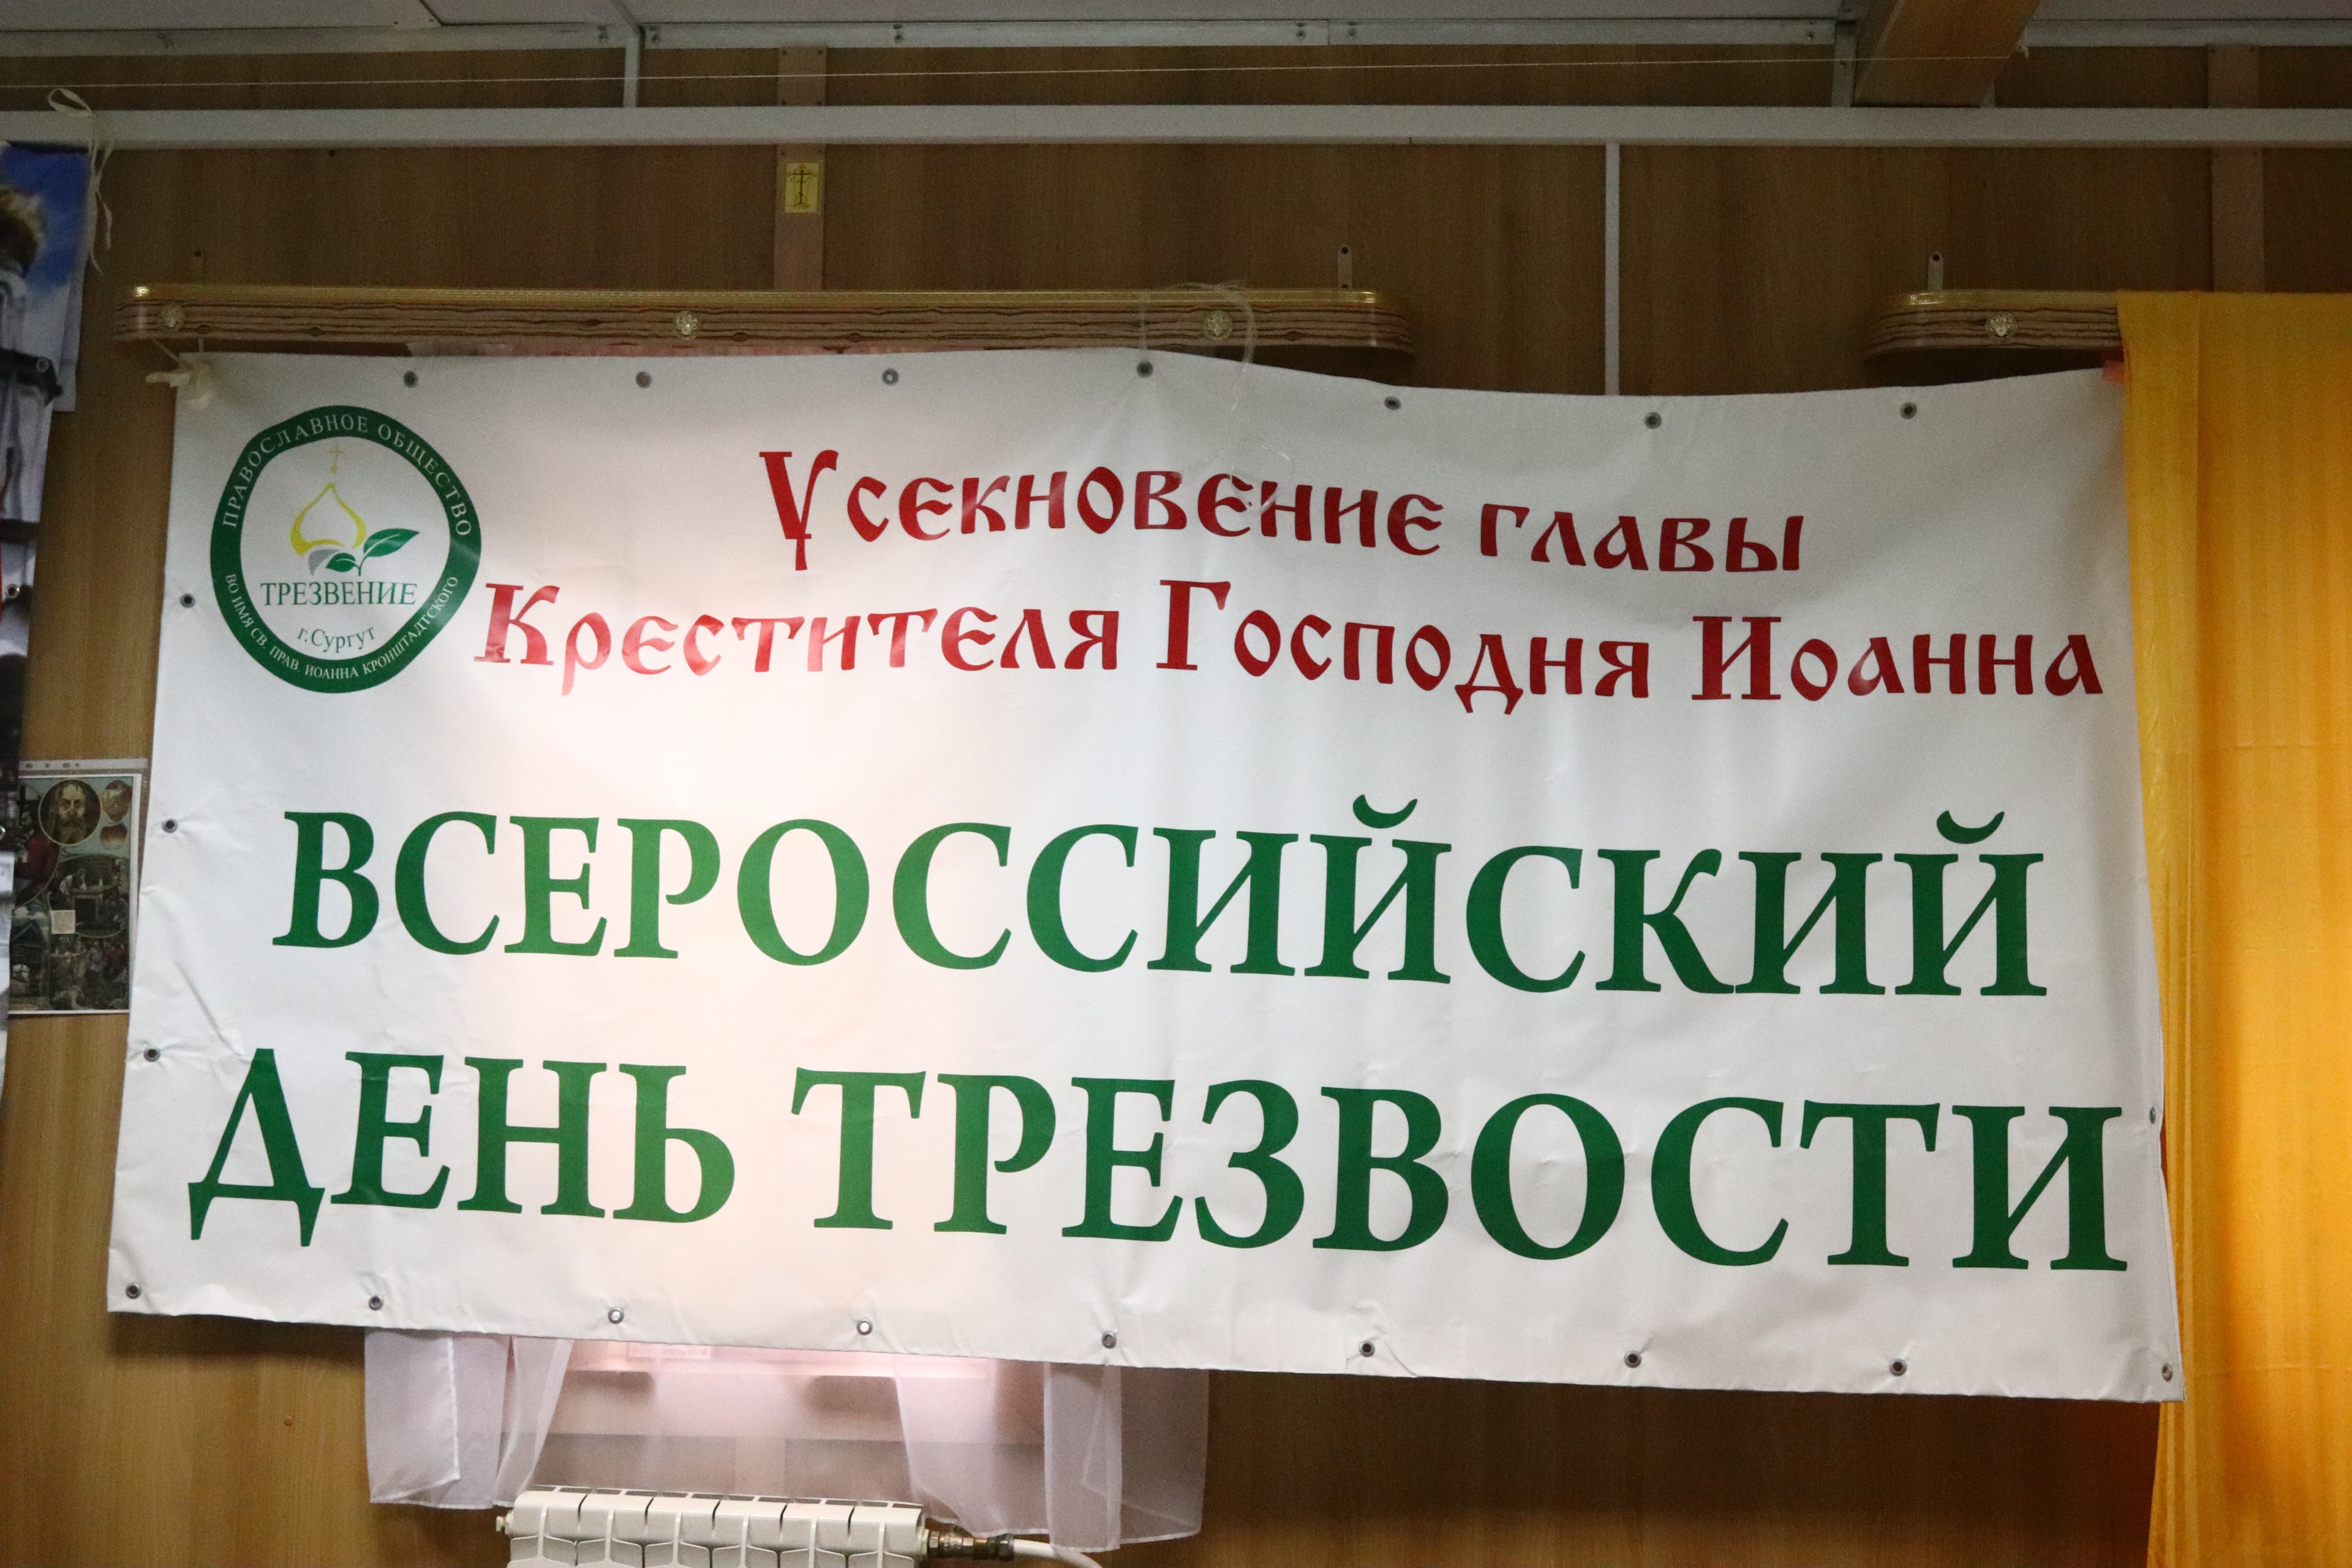 ПРАВОСЛАВНОЕ ОБЩЕСТВО
ТРЕЗВЕНИЕ
г.Сургут
ВО ИМЯ СВ. ПРАВ. ИОАННА КРОНШТАДТСКОГО
Усекновение главы
Крестителя Господня Иоанна
ВСЕРОССИЙСКИЙ
ДЕНЬ ТРЕЗВОСТИ